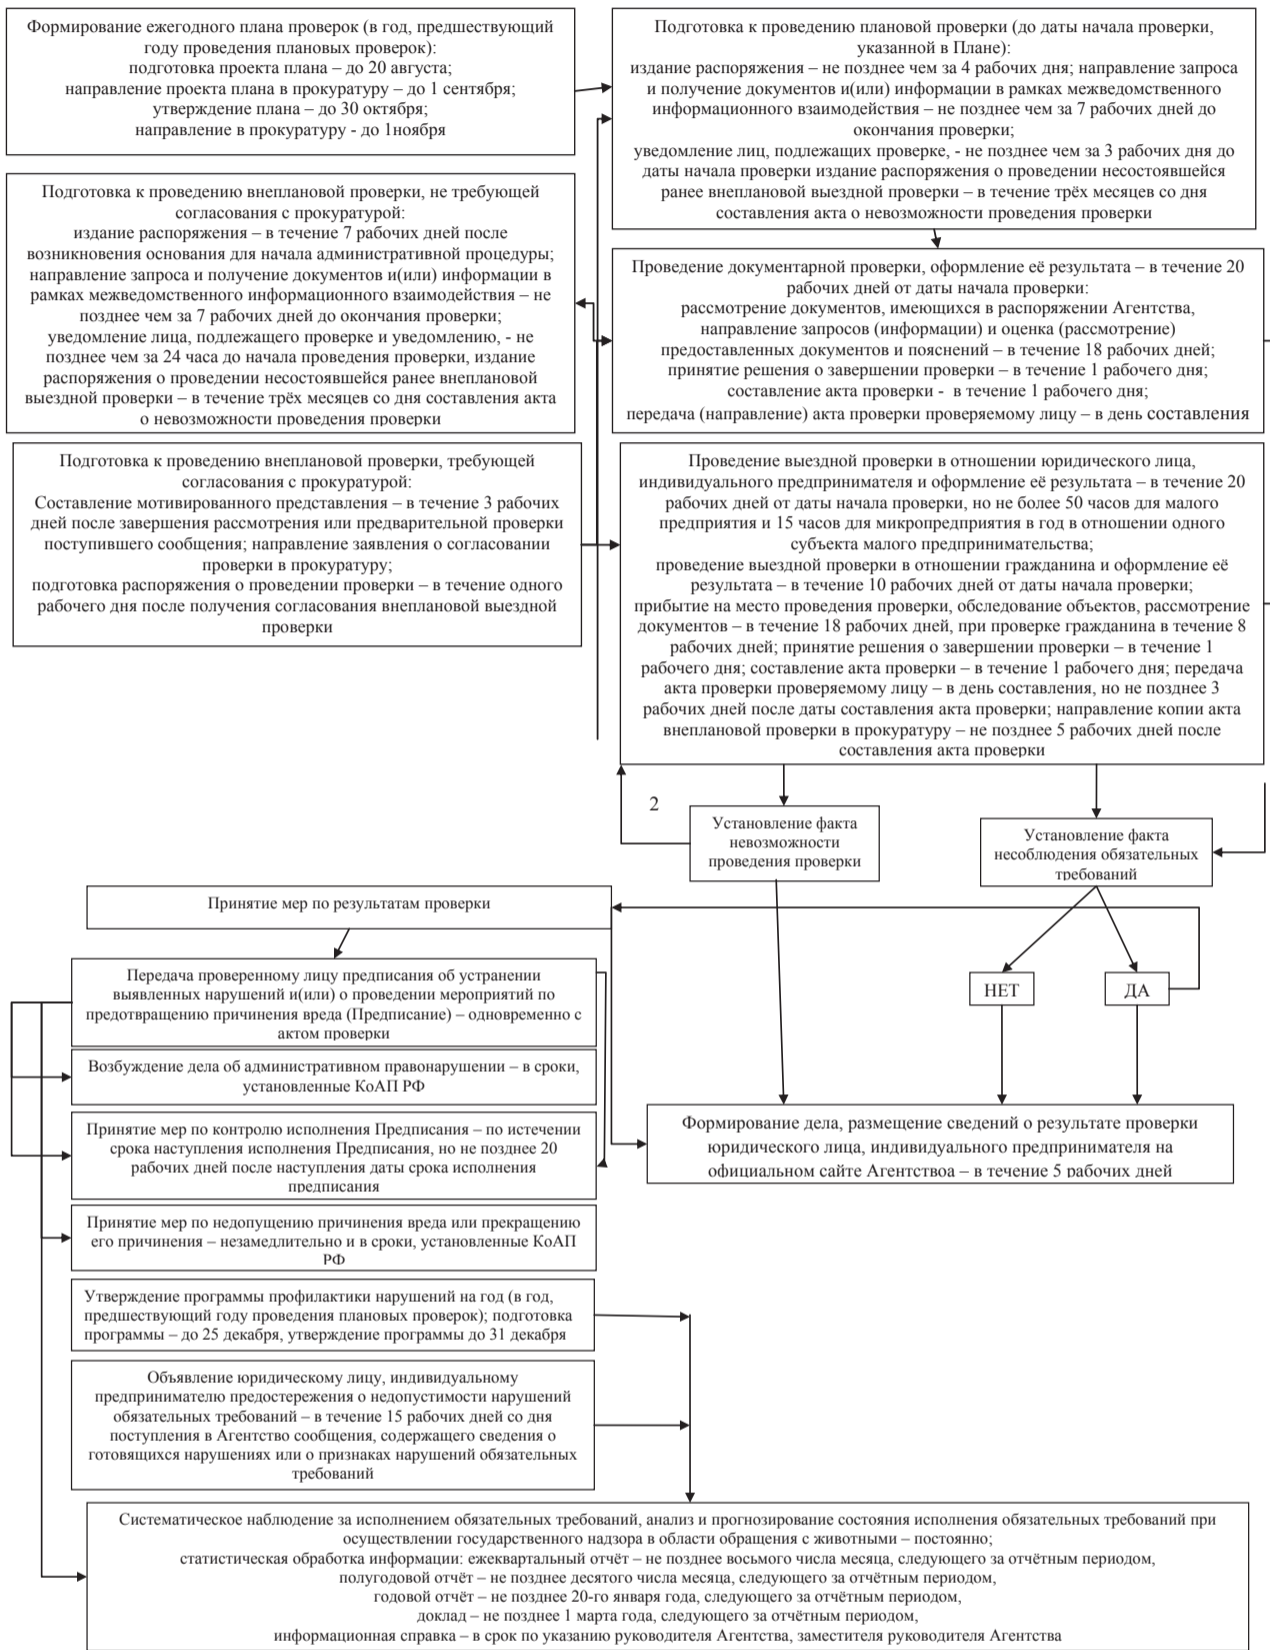 Формирование ежегодного плана проверок (в год, предшествующий
году проведения плановых проверок):
подготовка проекта плана – до 20 августа;
направление проекта плана в прокуратуру – до 1 сентября;
утверждение плана – до 30 октября;
направление в прокуратуру - до 1ноября
Подготовка к проведению плановой проверки (до даты начала проверки,
указанной в Плане):
издание распоряжения – не позднее чем за 4 рабочих дня; направление запроса
и получение документов и(или) информации в рамках межведомственного
информационного взаимодействия – не позднее чем за 7 рабочих дней до
окончания проверки;
уведомление лиц, подлежащих проверке, - не позднее чем за 3 рабочих дня до
даты начала проверки издание распоряжения о проведении несостоявшейся
ранее внеплановой выездной проверки – в течение трёх месяцев со дня
составления акта о невозможности проведения проверки
Подготовка к проведению внеплановой проверки, не требующей
согласования с прокуратурой:
издание распоряжения – в течение 7 рабочих дней после
возникновения основания для начала административной процедуры;
направление запроса и получение документов и(или) информации в
рамках межведомственного информационного взаимодействия – не
позднее чем за 7 рабочих дней до окончания проверки;
уведомление лица, подлежащего проверке и уведомлению, - не
позднее чем за 24 часа до начала проведения проверки, издание
распоряжения о проведении несостоявшейся ранее внеплановой
выездной проверки – в течение трёх месяцев со дня составления акта
о невозможности проведения проверки
Проведение документарной проверки, оформление её результата – в течение 20
рабочих дней от даты начала проверки:
рассмотрение документов, имеющихся в распоряжении Агентства,
направление запросов (информации) и оценка (рассмотрение)
предоставленных документов и пояснений – в течение 18 рабочих дней;
принятие решения о завершении проверки – в течение 1 рабочего дня;
составление акта проверки - в течение 1 рабочего дня;
передача (направление) акта проверки проверяемому лицу – в день составления
Подготовка к проведению внеплановой проверки, требующей
согласования с прокуратурой:
Составление мотивированного представления – в течение 3 рабочих
дней после завершения рассмотрения или предварительной проверки
поступившего сообщения; направление заявления о согласовании
проверки в прокуратуру;
подготовка распоряжения о проведении проверки – в течение одного
рабочего дня после получения согласования внеплановой выездной
проверки
Проведение выездной проверки в отношении юридического лица,
индивидуального предпринимателя и оформление её результата – в течение 20
рабочих дней от даты начала проверки, но не более 50 часов для малого
предприятия и 15 часов для микропредприятия в год в отношении одного
субъекта малого предпринимательства;
проведение выездной проверки в отношении гражданина и оформление её
результата – в течение 10 рабочих дней от даты начала проверки;
прибытие на место проведения проверки, обследование объектов, рассмотрение
документов – в течение 18 рабочих дней, при проверке гражданина в течение 8
рабочих дней; принятие решения о завершении проверки – в течение 1
рабочего дня; составление акта проверки – в течение 1 рабочего дня; передача
акта проверки проверяемому лицу – в день составления, но не позднее 3
рабочих дней после даты составления акта проверки; направление копии акта
внеплановой проверки в прокуратуру – не позднее 5 рабочих дней после
составления акта проверки
2
Установление факта
невозможности
проведения проверки
Установление факта
несоблюдения обязательных
требований
Принятие мер по результатам проверки
НЕТ
ДА
Передача проверенному лицу предписания об устранении
выявленных нарушений и(или) о проведении мероприятий по
предотвращению причинения вреда (Предписание) – одновременно с
актом проверки
Возбуждение дела об административном правонарушении – в сроки,
установленные КоАП РФ
Принятие мер по контролю исполнения Предписания – по истечении
срока наступления исполнения Предписания, но не позднее 20
рабочих дней после наступления даты срока исполнения
предписания
Формирование дела, размещение сведений о результате проверки
юридического лица, индивидуального предпринимателя на
официальном сайте Агентствоа – в течение 5 рабочих дней
Принятие мер по недопущению причинения вреда или прекращению
его причинения – незамедлительно и в сроки, установленные КоАП
РФ
Утверждение программы профилактики нарушений на год (в год,
предшествующий году проведения плановых проверок); подготовка
программы – до 25 декабря, утверждение программы до 31 декабря
Объявление юридическому лицу, индивидуальному
предпринимателю предостережения о недопустимости нарушений
обязательных требований – в течение 15 рабочих дней со дня
поступления в Агентство сообщения, содержащего сведения о
готовящихся нарушениях или о признаках нарушений обязательных
требований
Систематическое наблюдение за исполнением обязательных требований, анализ и прогнозирование состояния исполнения обязательных требований при
осуществлении государственного надзора в области обращения с животными – постоянно;
статистическая обработка информации: ежеквартальный отчёт – не позднее восьмого числа месяца, следующего за отчётным периодом,
полугодовой отчёт – не позднее десятого числа месяца, следующего за отчётным периодом,
годовой отчёт – не позднее 20-го января года, следующего за отчётным периодом,
доклад – не позднее 1 марта года, следующего за отчётным периодом,
информационная справка – в срок по указанию руководителя Агентства, заместителя руководителя Агентства